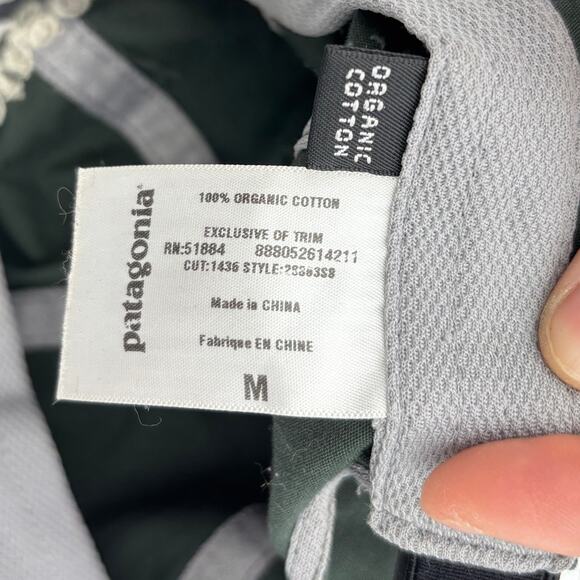 ORGANIC
COTTON
patagonia®
100% ORGANIC COTTON
EXCLUSIVE OF TRIM
RN:51884 888052614211
CUT:1436
Made in CHINA
Fabrique EN CHINE
M